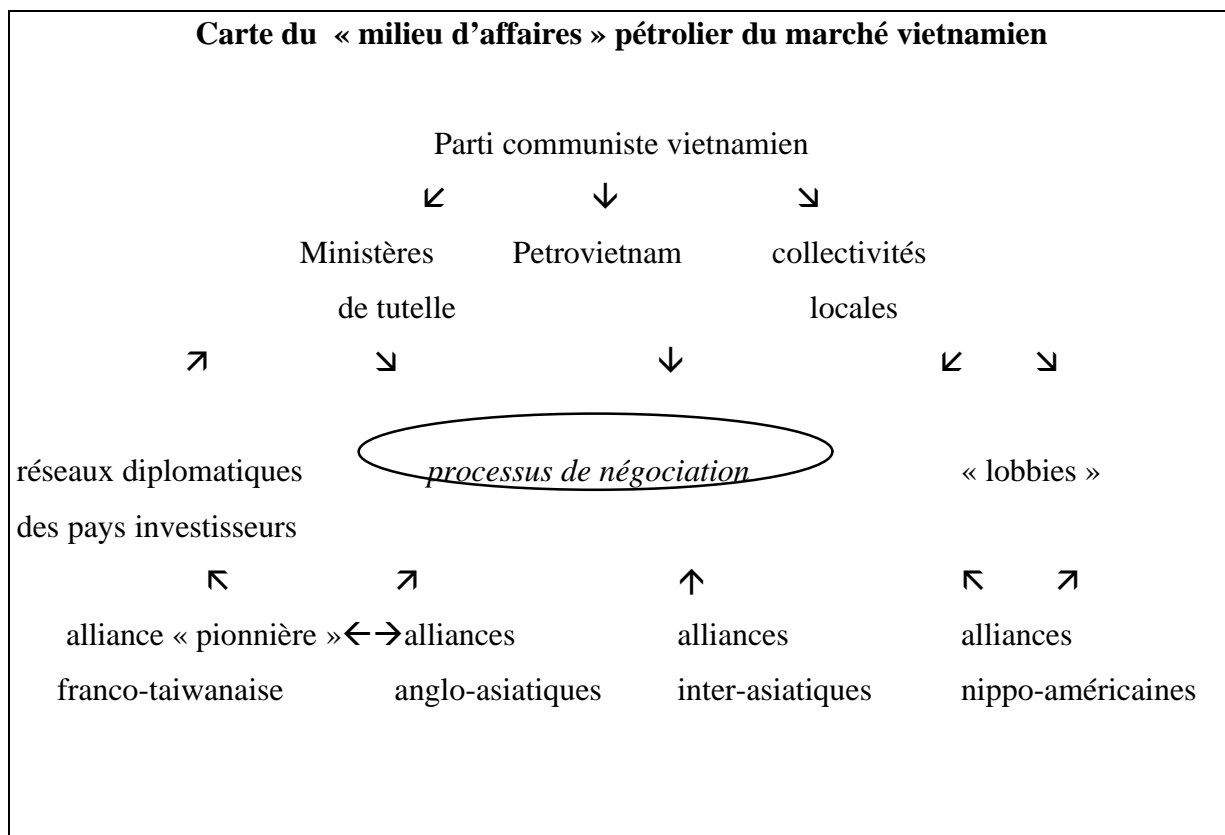 Carte du « milieu d’affaires » pétrolier du marché vietnamien
Parti communiste vietnamien
↙ ↓ ↘
Ministères Petrovietnam collectivités
de tutelle locales
↗ ↘ ↓ ↙ ↘
réseaux diplomatiques processus de négociation « lobbies »
des pays investisseurs
↖ ↗ ↑ ↖ ↗
alliance « pionnière »←→alliances alliances alliances
franco-taiwanaise anglo-asiatiques inter-asiatiques nippo-américaines